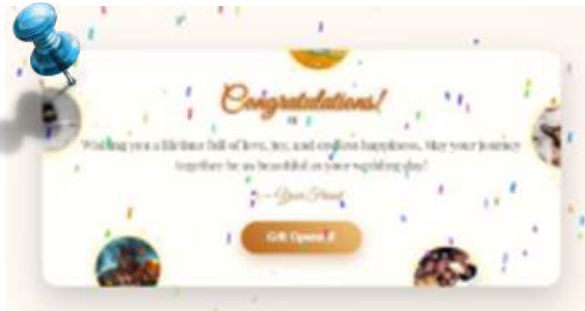 Congratulations!
Wishing you a lifetime full of love, joy, and endless happiness. May your journey
together be as beautiful as your wedding day!
— Your Friend
Gift Opened